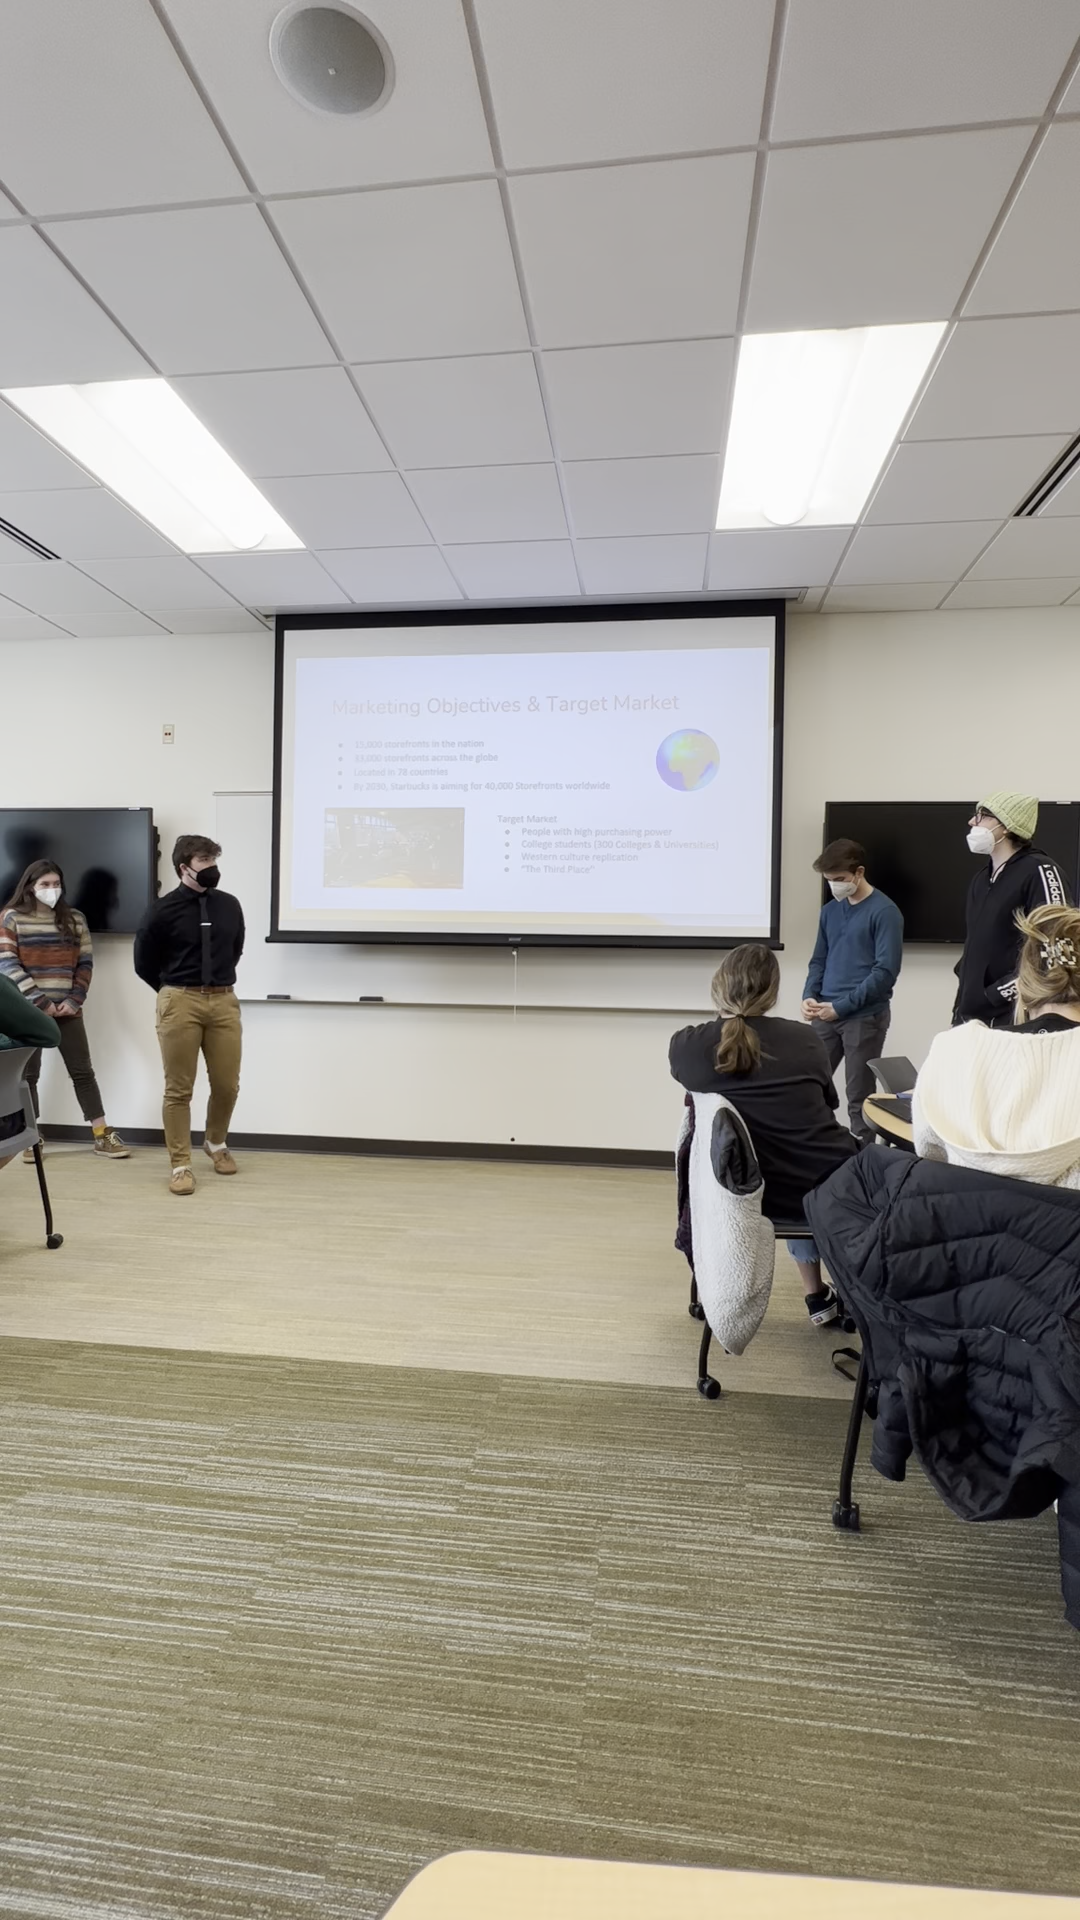 Marketing Objectives & Target Market
15,000 storefronts in the nation
33,000 storefronts across the globe
Located in 78 countries
By 2030, Starbucks is aiming for 40,000 Storefronts worldwide
Target Market
People with high purchasing power
College students (300 Colleges & Universities)
Western culture replication
"The Third Place"
adidas